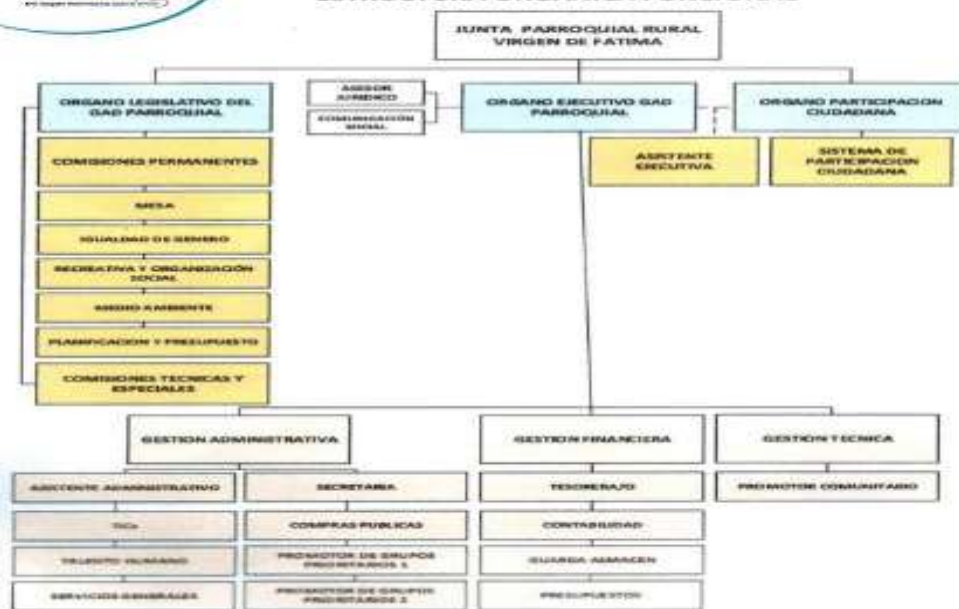 JUNTA PARROQUIAL RURAL
VIRGEN DE FATIMA
ORGANO LEGISLATIVO DEL
GAD PARROQUIAL
ASESOR
JURIDICO
COMUNICACIÓN
SOCIAL
ORGANO EJECUTIVO GAD
PARROQUIAL
ORGANO PARTICIPACION
CIUDADANA
ASISTENTE
EJECUTIVA
SISTEMA DE
PARTICIPACION
CIUDADANA
COMISIONES PERMANENTES
MESA
IGUALDAD DE GENERO
RECREATIVA Y ORGANIZACIÓN
SOCIAL
MEDIO AMBIENTE
PLANIFICACION Y PRESUPUESTO
COMISIONES TECNICAS Y
ESPECIALES
GESTION ADMINISTRATIVA
GESTION FINANCIERA
GESTION TECNICA
ASISTENTE ADMINISTRATIVO
SECRETARIA
TESORERA/O
PROMOTOR COMUNITARIO
TICs
COMPRAS PUBLICAS
CONTABILIDAD
TALENTO HUMANO
PROMOTOR DE GRUPOS
PRIORITARIOS 1
GUARDA ALMACEN
SERVICIOS GENERALES
PROMOTOR DE GRUPOS
PRIORITARIOS 2
PRESUPUESTOS